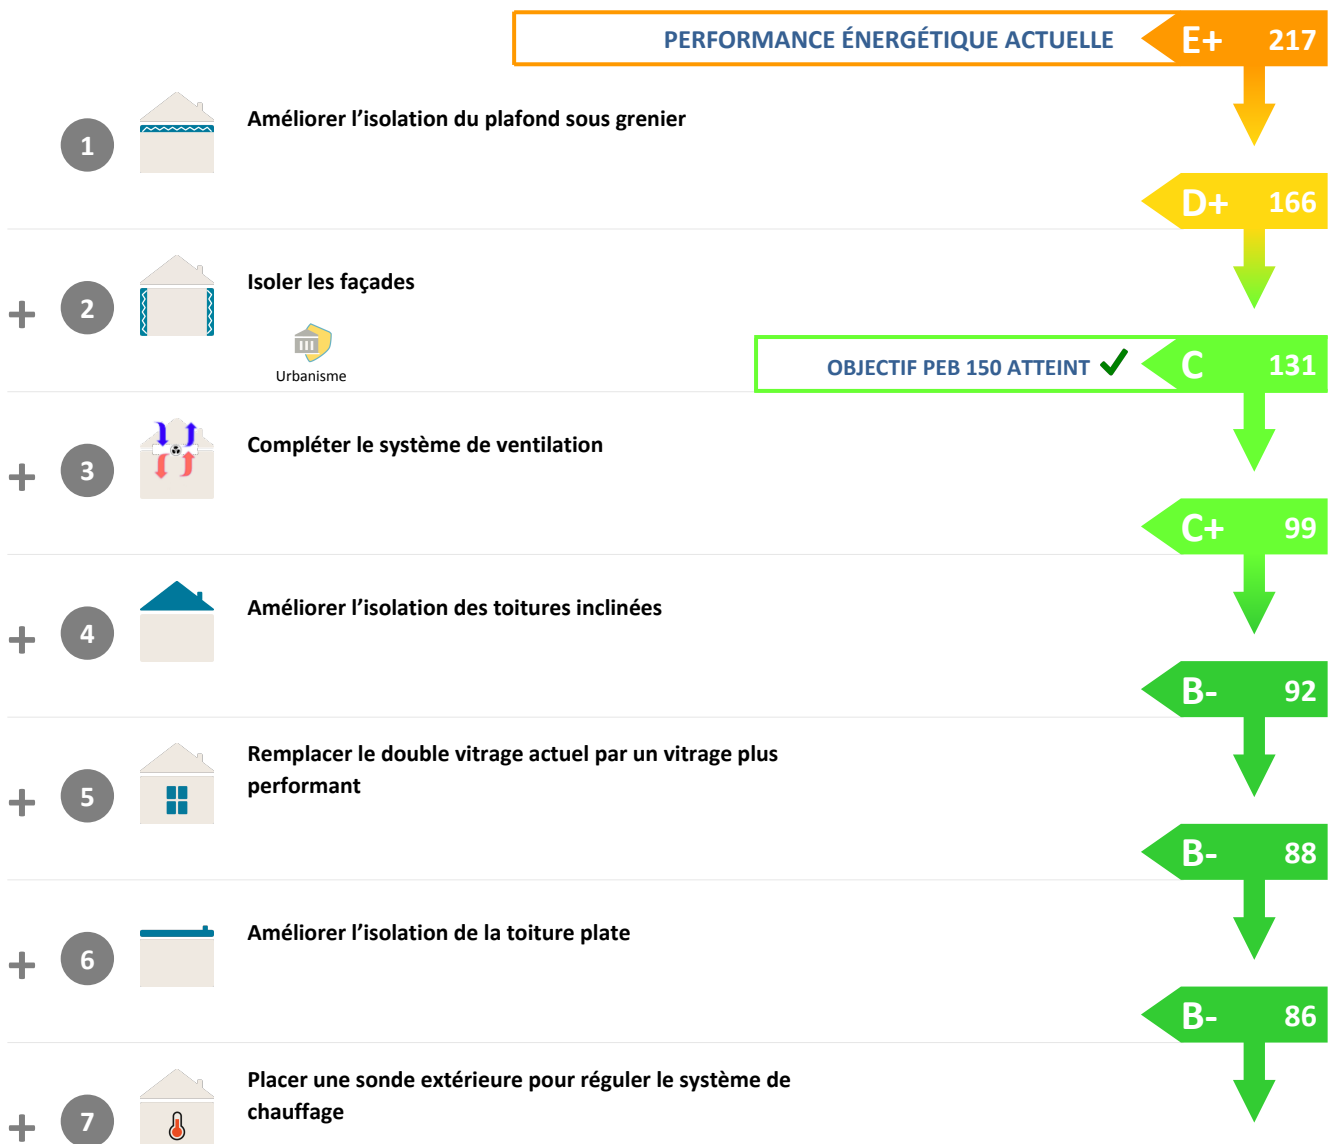 PERFORMANCE ÉNERGÉTIQUE ACTUELLE E+ 217
1 Améliorer l’isolation du plafond sous grenier
D+ 166
+ 2 Isoler les façades
Urbanisme
OBJECTIF PEB 150 ATTEINT ✓ C 131
+ 3 Compléter le système de ventilation
C+ 99
+ 4 Améliorer l’isolation des toitures inclinées
B- 92
+ 5 Remplacer le double vitrage actuel par un vitrage plus
performant
B- 88
+ 6 Améliorer l’isolation de la toiture plate
B- 86
+ 7 Placer une sonde extérieure pour réguler le système de
chauffage